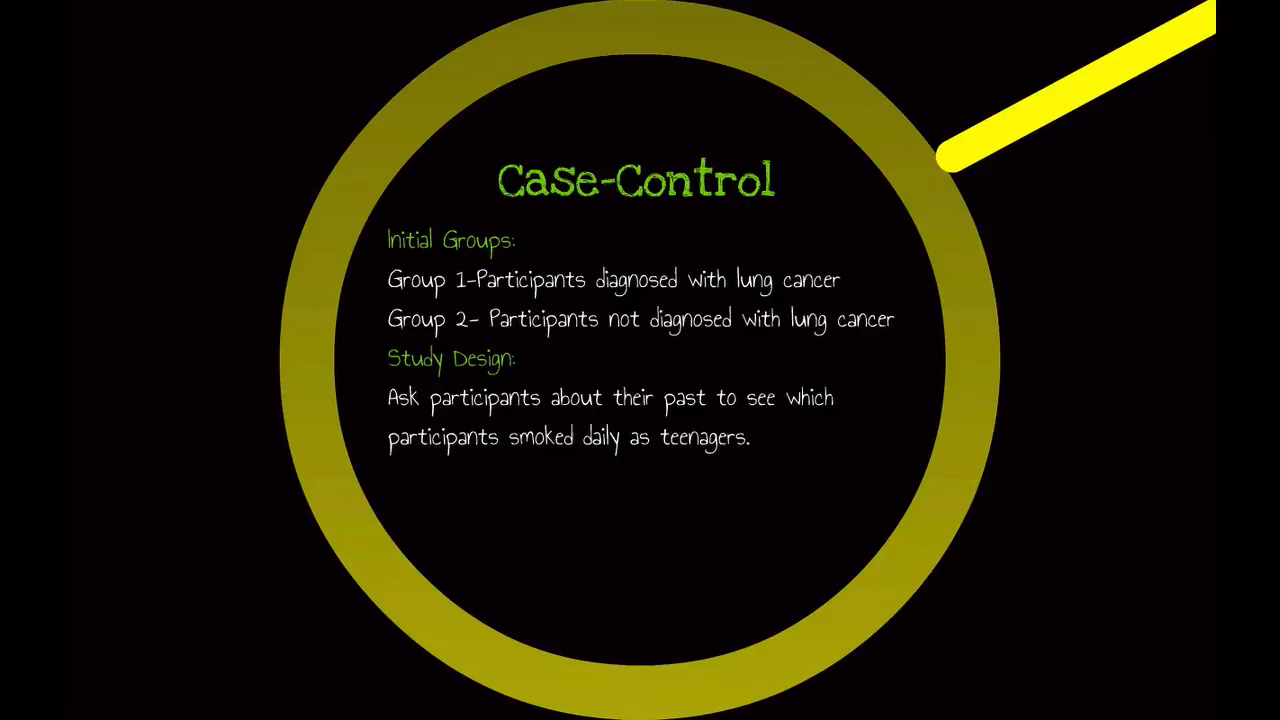 Case-Control
Initial Groups:
Group 1-Participants diagnosed with lung cancer
Group 2- Participants not diagnosed with lung cancer
Study Design:
Ask participants about their past to see which
participants smoked daily as teenagers.